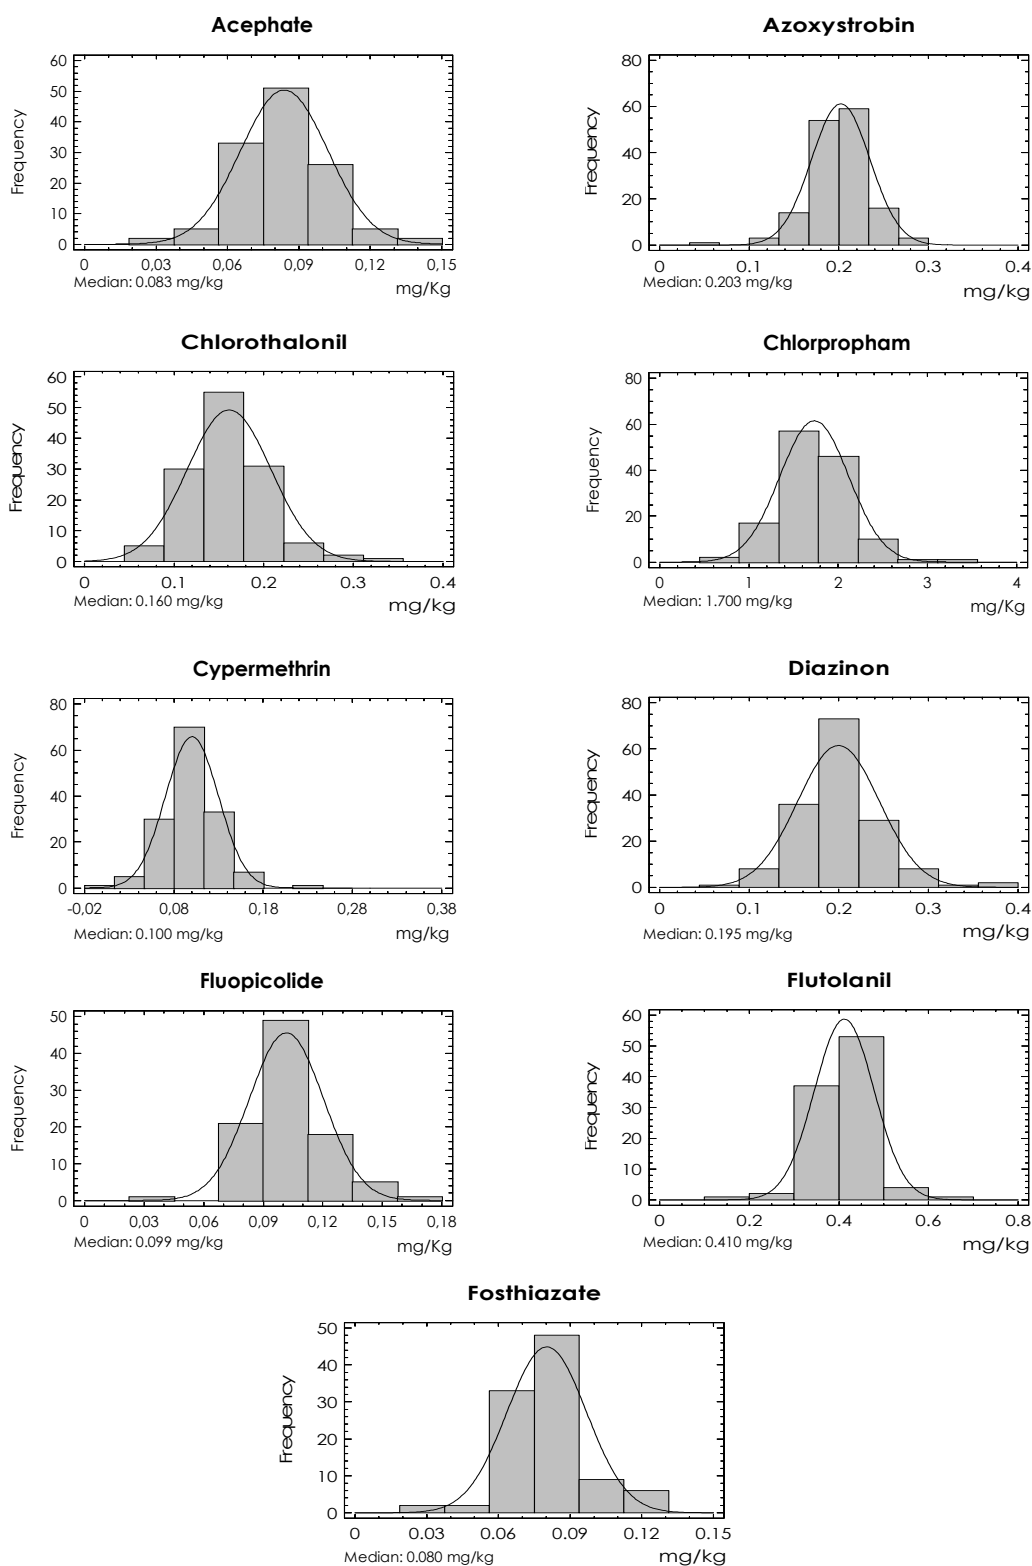 Acephate
Frequency
60
50
40
30
20
10
0
0 0,03 0,06 0,09 0,12 0,15
Median: 0.083 mg/kg
mg/Kg
Azoxystrobin
Frequency
80
60
40
20
0
0 0.1 0.2 0.3 0.4
Median: 0.203 mg/kg
mg/kg
Chlorothalonil
Frequency
60
50
40
30
20
10
0
0 0.1 0.2 0.3 0.4
Median: 0.160 mg/kg
mg/kg
Chlorpropham
Frequency
80
60
40
20
0
0 1 2 3 4
Median: 1.700 mg/kg
mg/Kg
Cypermethrin
Frequency
80
60
40
20
0
-0,02 0,08 0,18 0,28 0,38
Median: 0.100 mg/kg
mg/kg
Diazinon
Frequency
80
60
40
20
0
0 0.1 0.2 0.3 0.4
Median: 0.195 mg/kg
mg/kg
Fluopicolide
Frequency
50
40
30
20
10
0
0 0,03 0,06 0,09 0,12 0,15 0,18
Median: 0.099 mg/kg
mg/Kg
Flutolanil
Frequency
60
50
40
30
20
10
0
0 0.2 0.4 0.6 0.8
Median: 0.410 mg/kg
mg/kg
Fosthiazate
Frequency
50
40
30
20
10
0
0 0.03 0.06 0.09 0.12 0.15
Median: 0.080 mg/kg
mg/kg